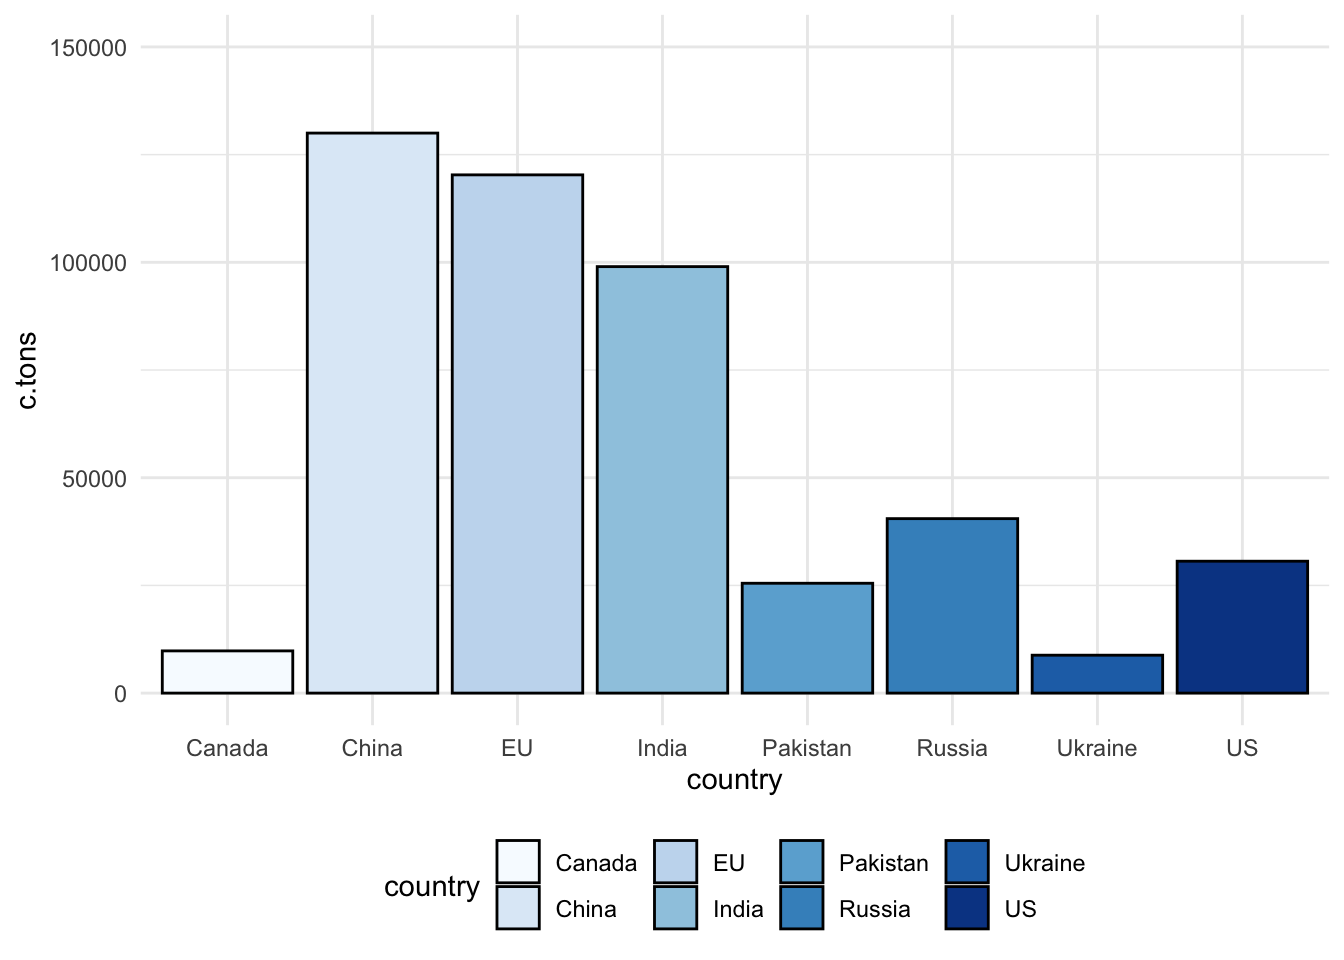 150000
100000
50000
0
c.tons
Canada China EU India Pakistan Russia Ukraine US
country
country
Canada EU Pakistan Ukraine
China India Russia US